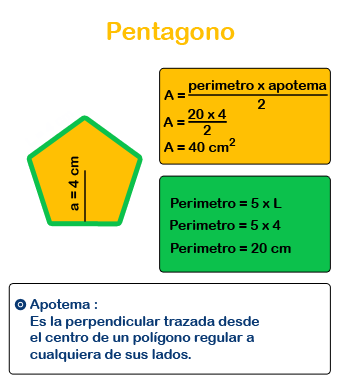 Pentagono
A = perimetro x apotema
2
A = 20 x 4
2
A = 40 cm²
a = 4 cm
Perimetro = 5 x L
Perimetro = 5 x 4
Perimetro = 20 cm
Apotema :
Es la perpendicular trazada desde
el centro de un polígono regular a
cualquiera de sus lados.